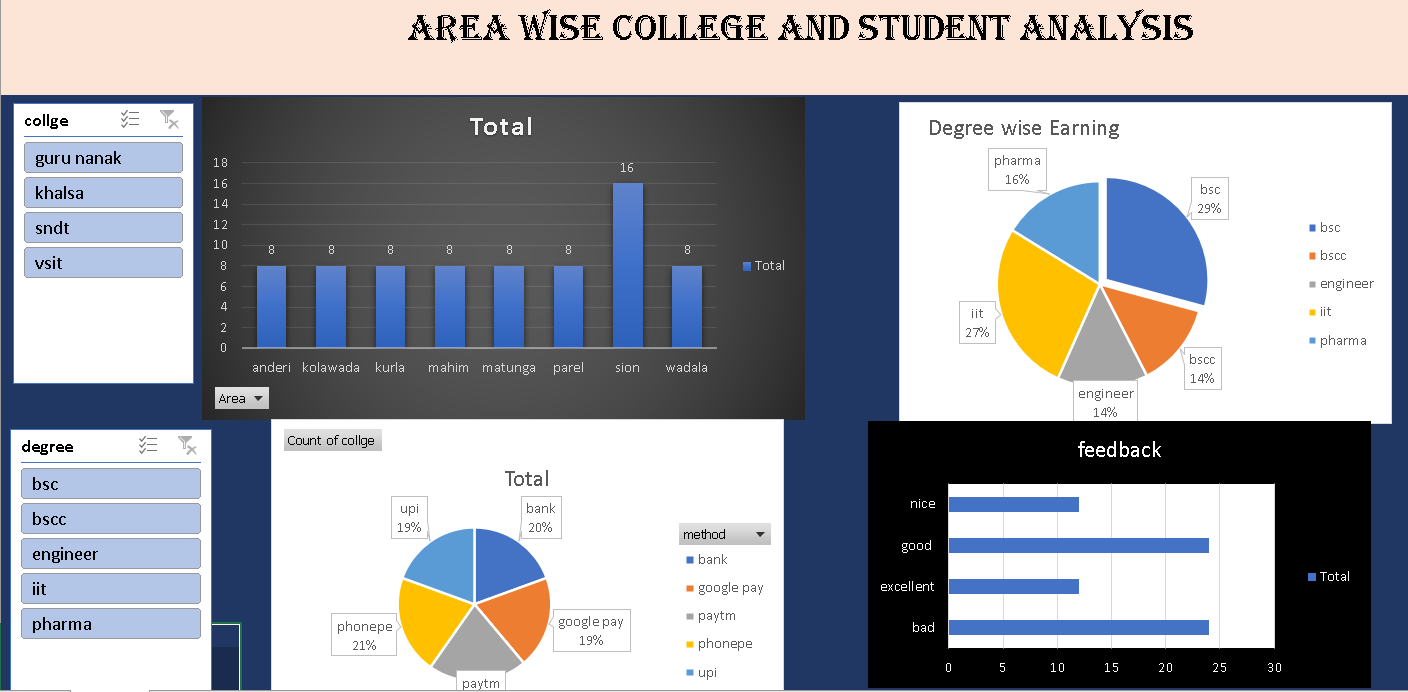 AREA WISE COLLEGE AND STUDENT ANALYSIS
collge
guru nanak
khalsa
sndt
vsit
Total
18
16
14
12
10
8
6
4
2
0
8 8 8 8 8 8 16 8
anderi kolawada kurla mahim matunga parel sion wadala
Total
Area
Degree wise Earning
pharma
16%
bsc
29%
iit
27%
bscc
14%
engineer
14%
bsc
bscc
engineer
iit
pharma
degree
bsc
bscc
engineer
iit
pharma
Count of collge
Total
upi
19%
bank
20%
phonepe
21%
google pay
19%
paytm
method
bank
google pay
paytm
phonepe
upi
feedback
nice
good
excellent
bad
0 5 10 15 20 25 30
Total